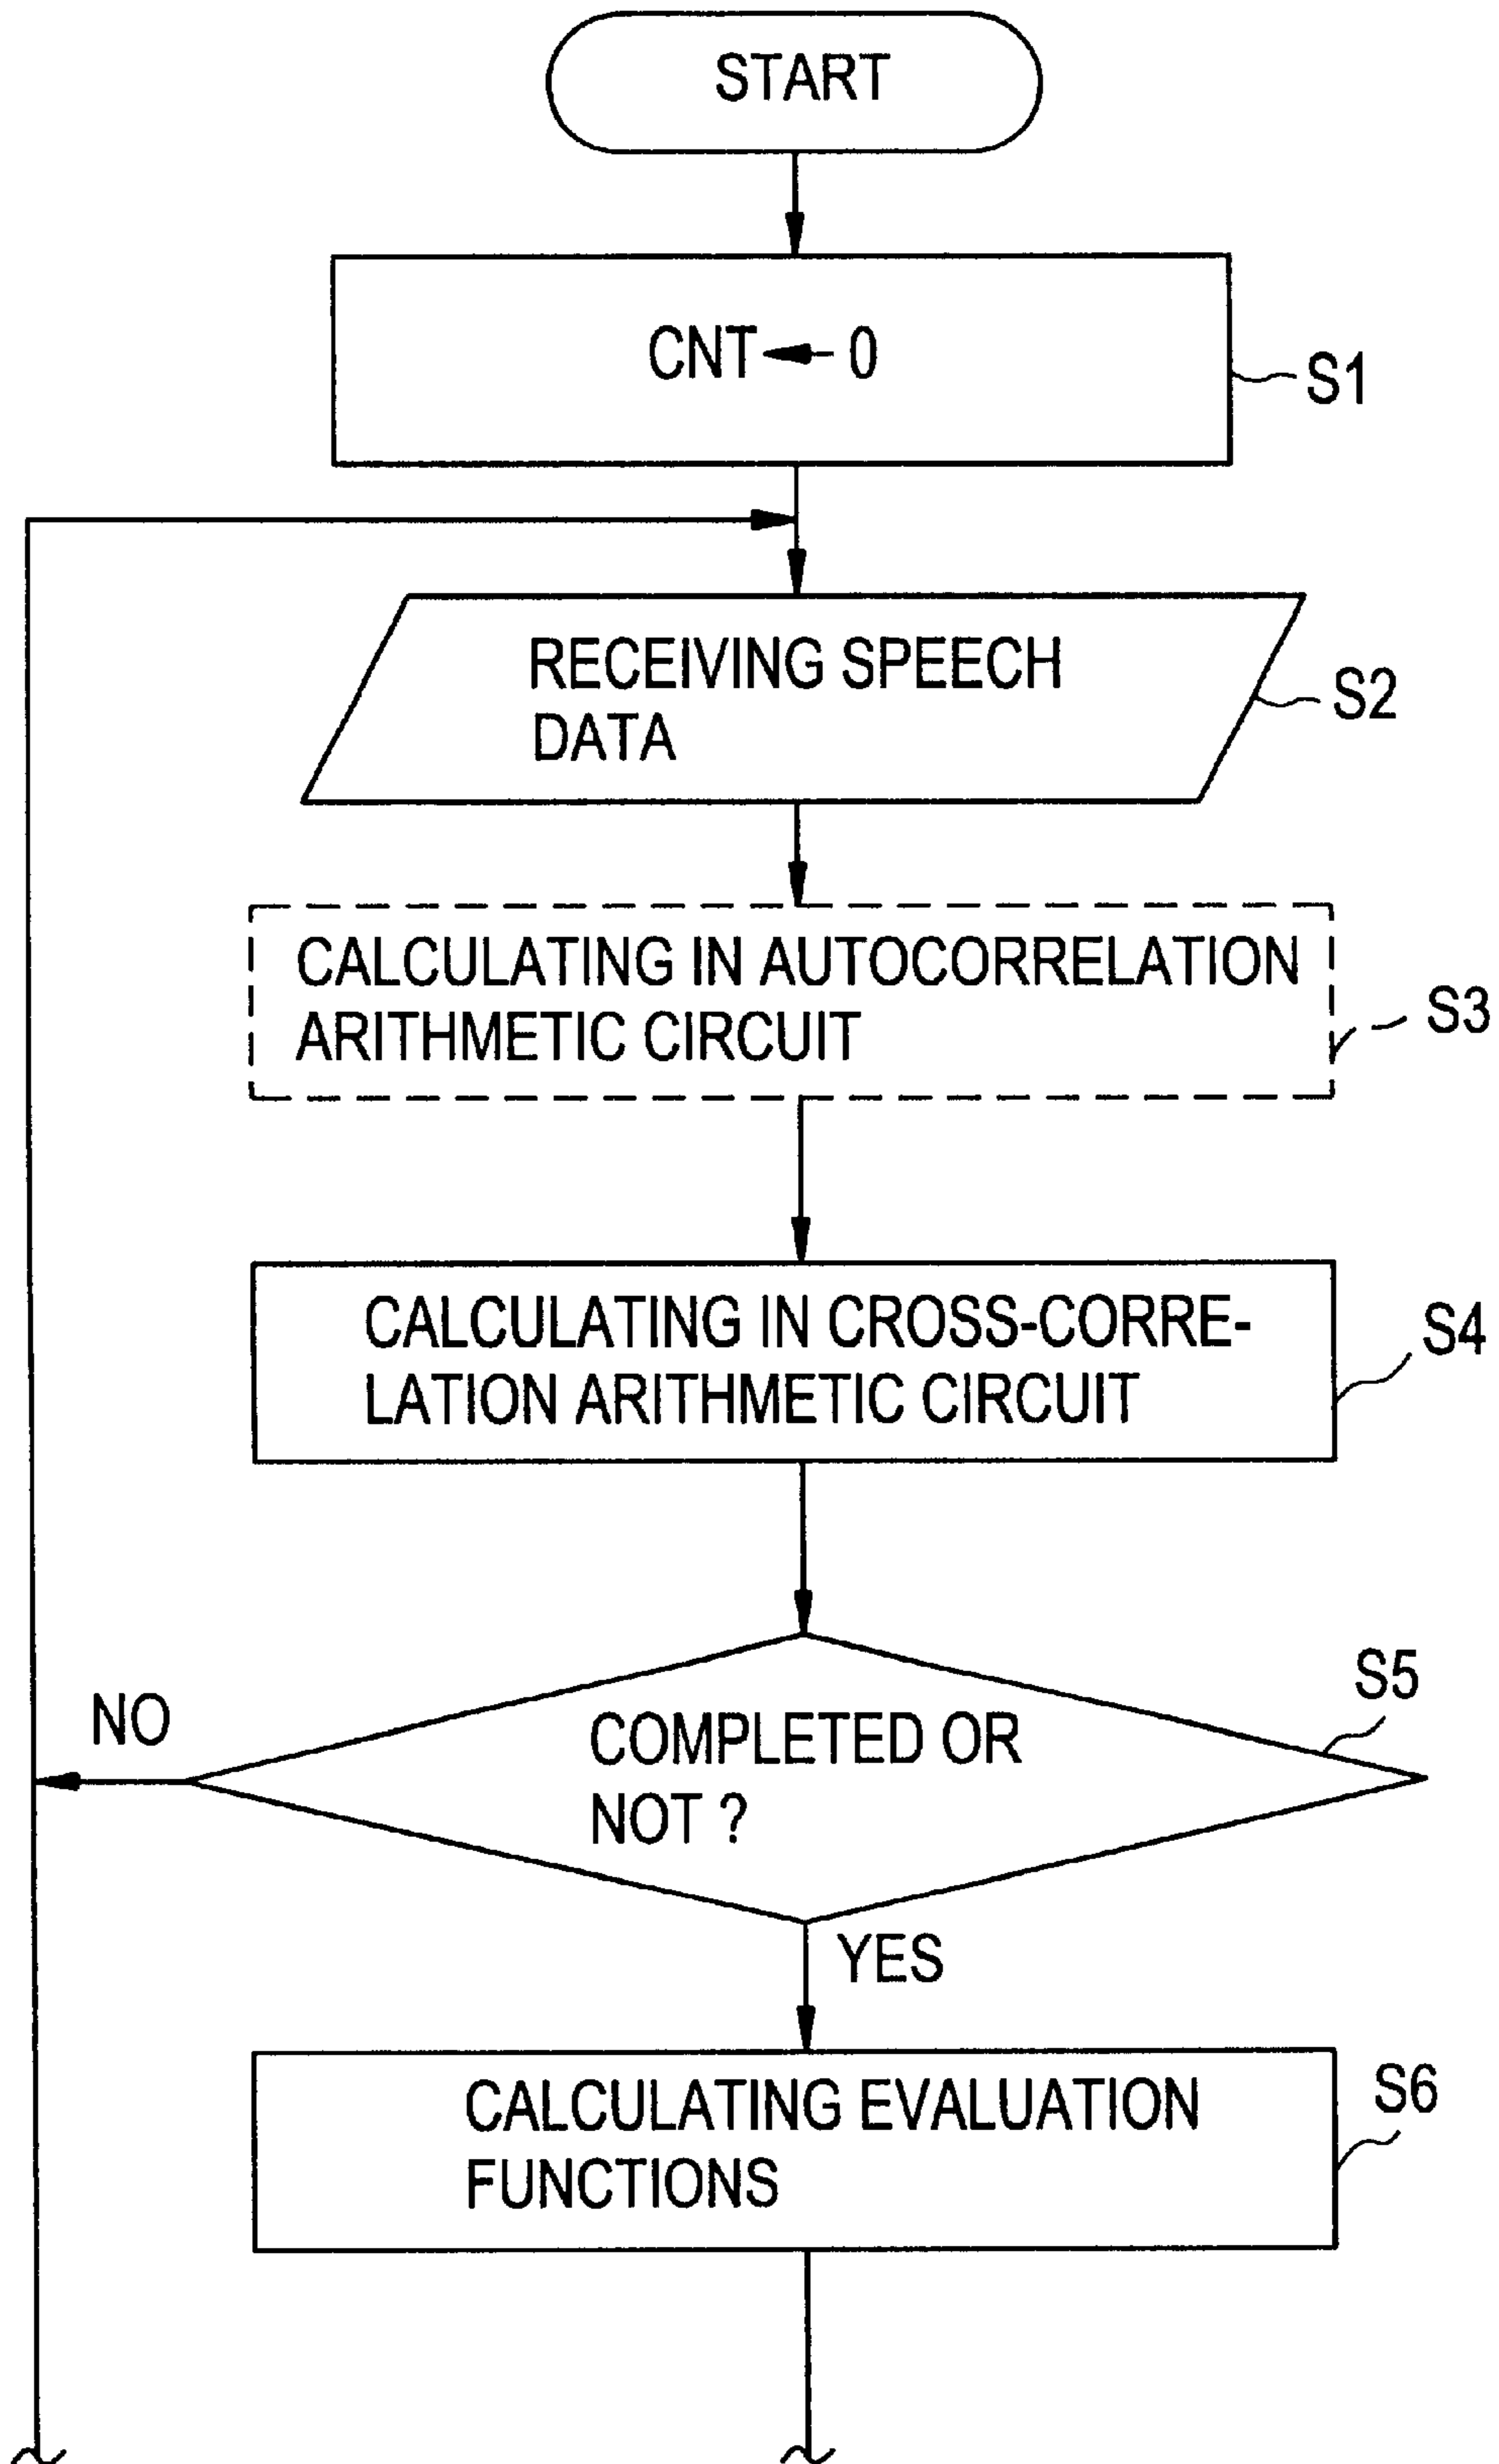 START
CNT ← 0
S1
RECEIVING SPEECH
DATA
S2
CALCULATING IN AUTOCORRELATION
ARITHMETIC CIRCUIT
S3
CALCULATING IN CROSS-CORRE-
LATION ARITHMETIC CIRCUIT
S4
S5
NO
COMPLETED OR
NOT ?
YES
CALCULATING EVALUATION
FUNCTIONS
S6